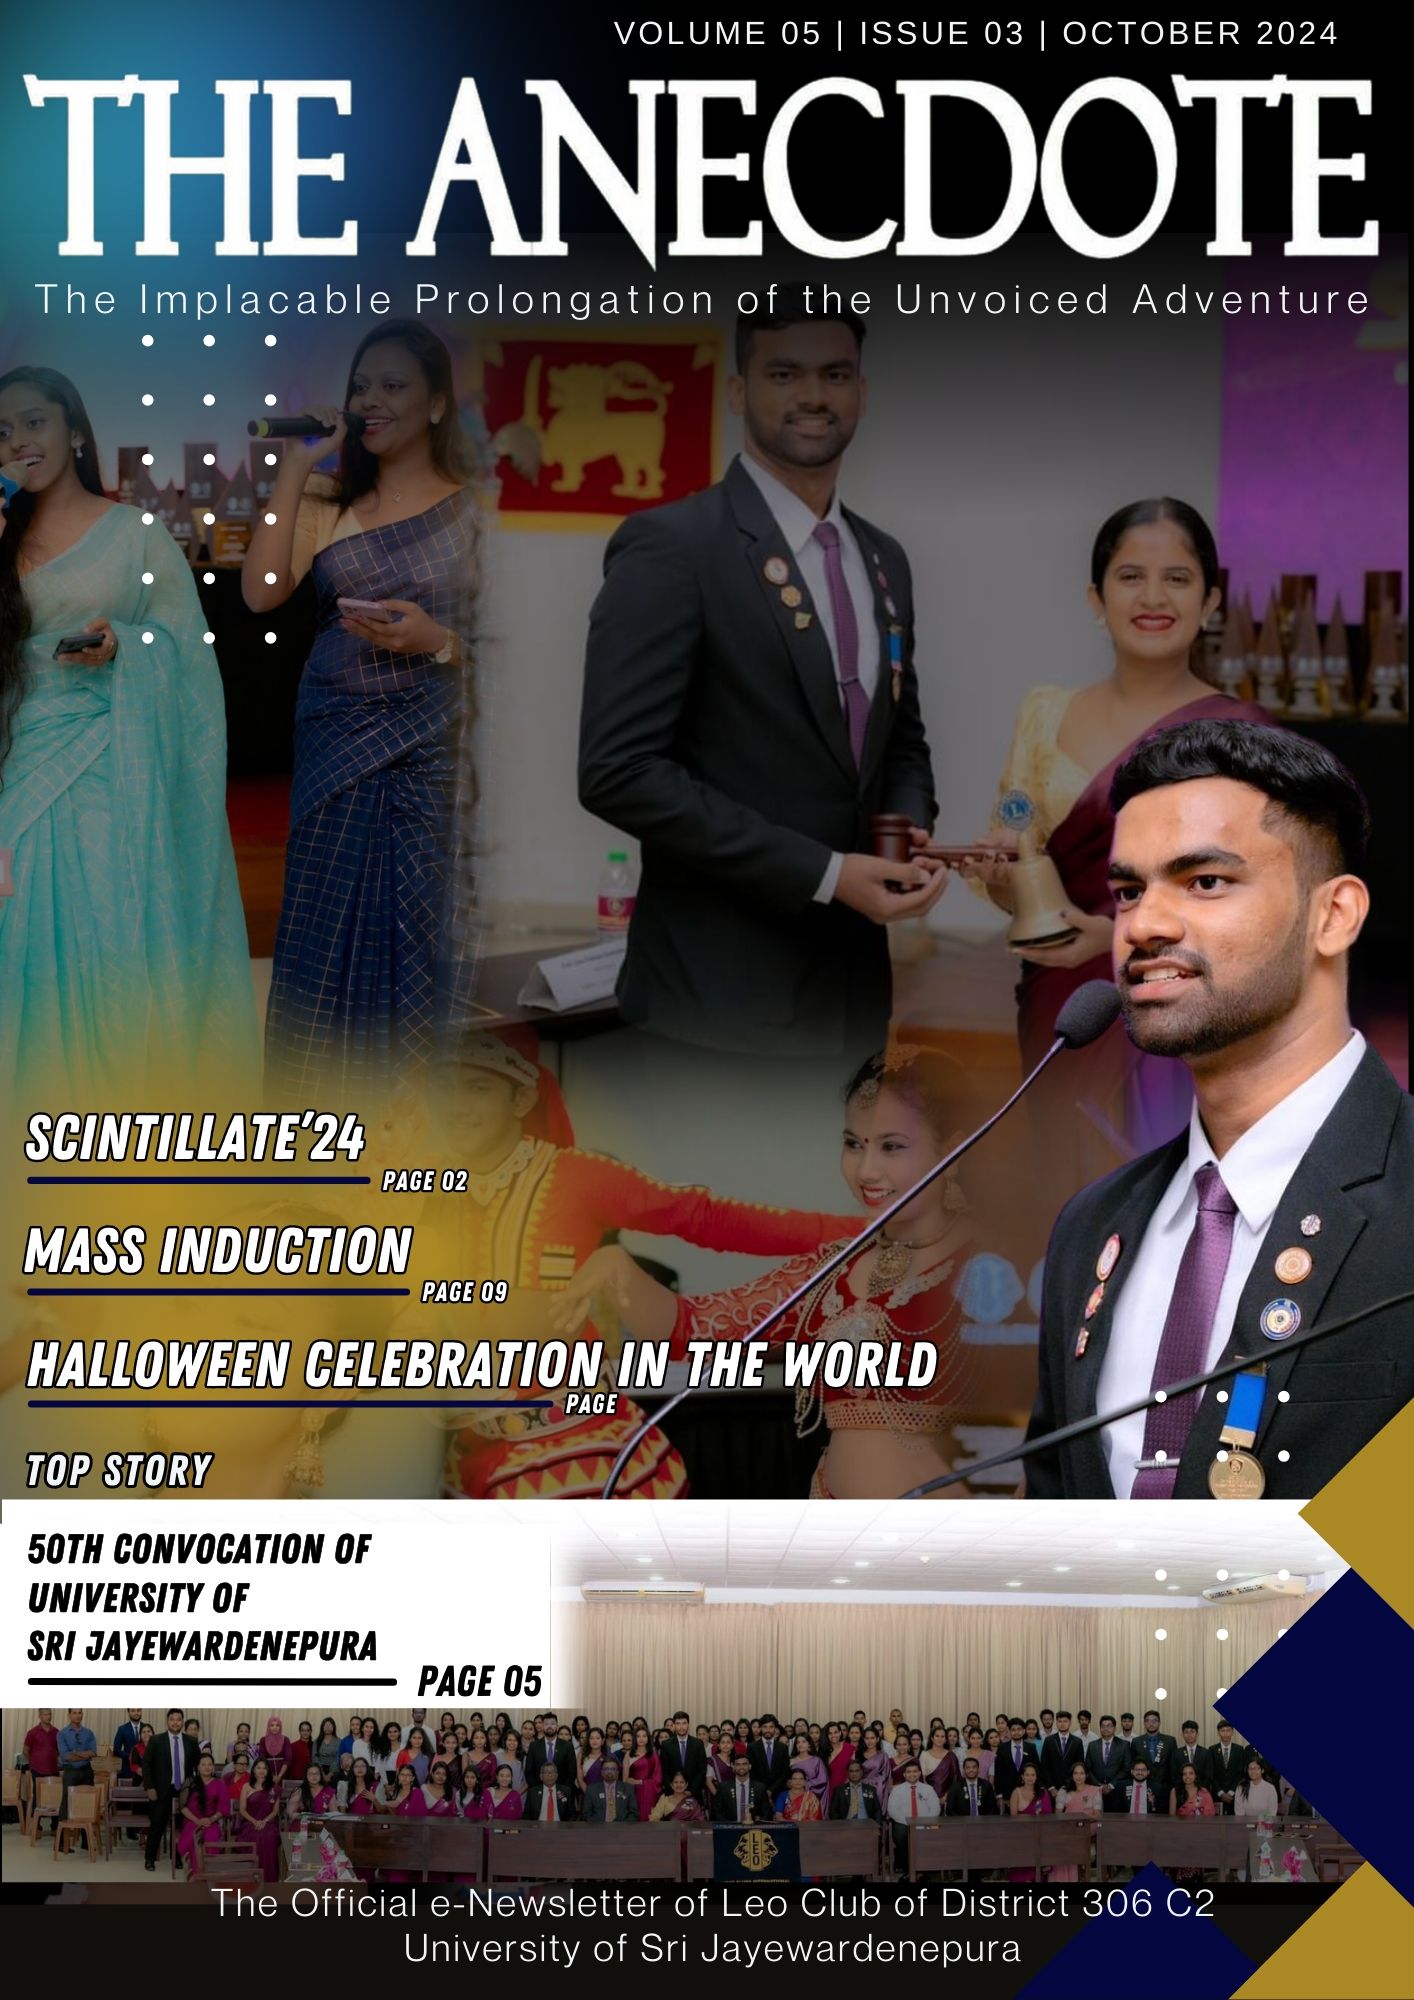 VOLUME 05 | ISSUE 03 | OCTOBER 2024
THE ANECDOTE
The Implacable Prolongation of the Unvoiced Adventure
SCINTILLATE'24
PAGE 02
MASS INDUCTION
PAGE 09
HALLOWEEN CELEBRATION IN THE WORLD
PAGE
TOP STORY
50TH CONVOCATION OF
UNIVERSITY OF
SRI JAYEWARDENEPURA
PAGE 05
LEO
The Official e-Newsletter of Leo Club of District 306 C2
University of Sri Jayewardenepura